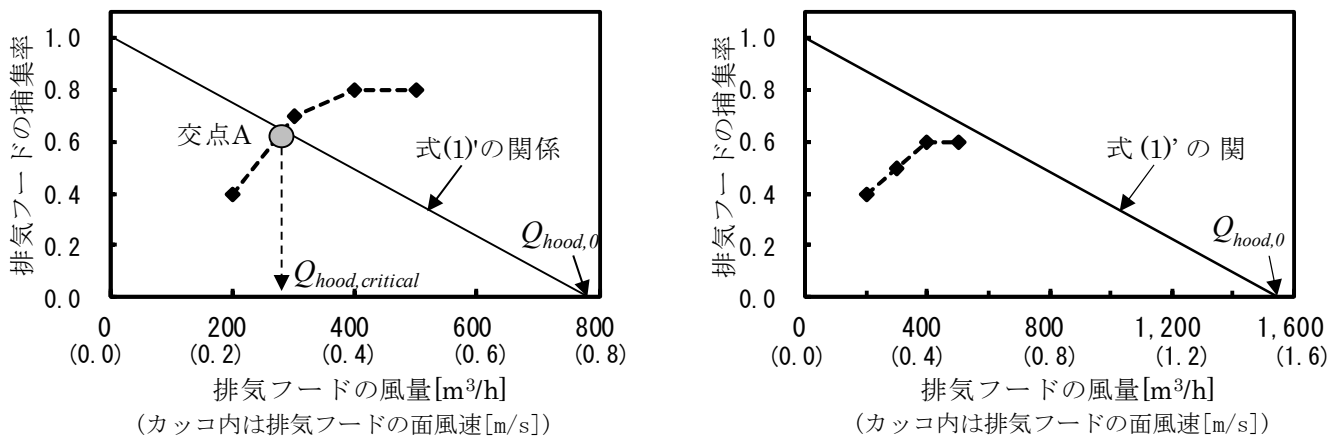 排気フードの捕集率
1.0
0.8
0.6
0.4
0.2
0.0
交点A
式(1)'の関係
Qhood,0
Qhood,critical
0 200 400 600 800
(0.0) (0.2) (0.4) (0.6) (0.8)
排気フードの風量[m³/h]
(カッコ内は排気フードの面風速[m/s])
排気フードの捕集率
1.0
0.8
0.6
0.4
0.2
0.0
式(1)’の関
Qhood,0
0 400 800 1,200 1,600
(0.0) (0.4) (0.8) (1.2) (1.6)
排気フードの風量[m³/h]
(カッコ内は排気フードの面風速[m/s])